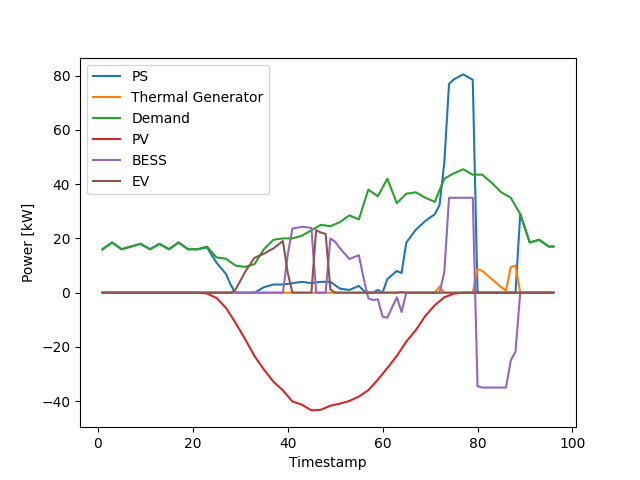 PS
Thermal Generator
Demand
PV
BESS
EV
Power [kW]
80
60
40
20
0
−20
−40
0 20 40 60 80 100
Timestamp